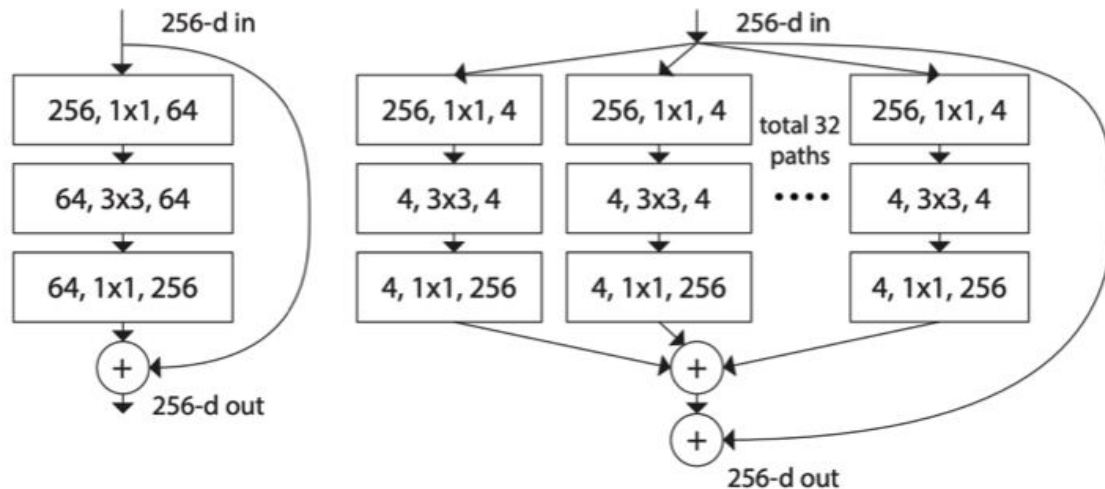 256-d in
256, 1x1, 64
64, 3x3, 64
64, 1x1, 256
+
256-d out
256-d in
256, 1x1, 4
256, 1x1, 4
total 32
paths
256, 1x1, 4
4, 3x3, 4
4, 3x3, 4
....
4, 3x3, 4
4, 1x1, 256
4, 1x1, 256
4, 1x1, 256
+
+
256-d out